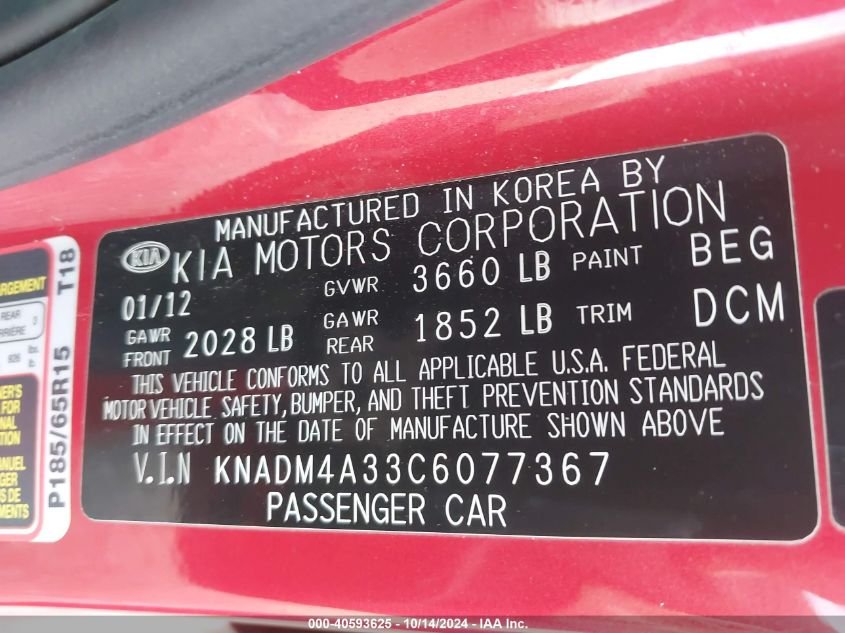 MANUFACTURED IN KOREA BY
KIA KIA MOTORS CORPORATION
01/12 GVWR 3660 LB PAINT BEG
GAWR FRONT 2028 LB GAWR REAR 1852 LB TRIM DCM
THIS VEHICLE CONFORMS TO ALL APPLICABLE U.S.A. FEDERAL
MOTOR VEHICLE SAFETY, BUMPER, AND THEFT PREVENTION STANDARDS
IN EFFECT ON THE DATE OF MANUFACTURE SHOWN ABOVE
V.I.N KNADM4A33C6077367
PASSENGER CAR
P185/65R15 T18
REAR
3
lbs.
000-40593625 - 10/14/2024 - IAA Inc.